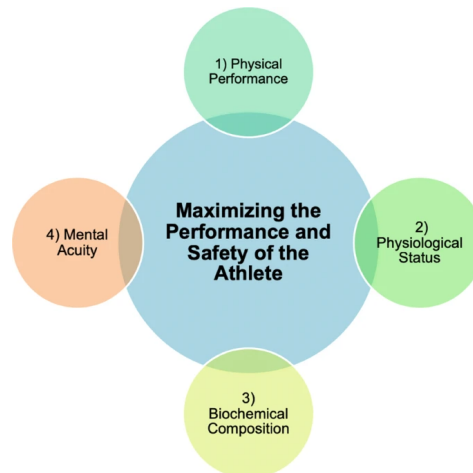 1) Physical
Performance
Maximizing the
Performance and
Safety of the
Athlete
2)
Physiological
Status
3)
Biochemical
Composition
4) Mental
Acuity